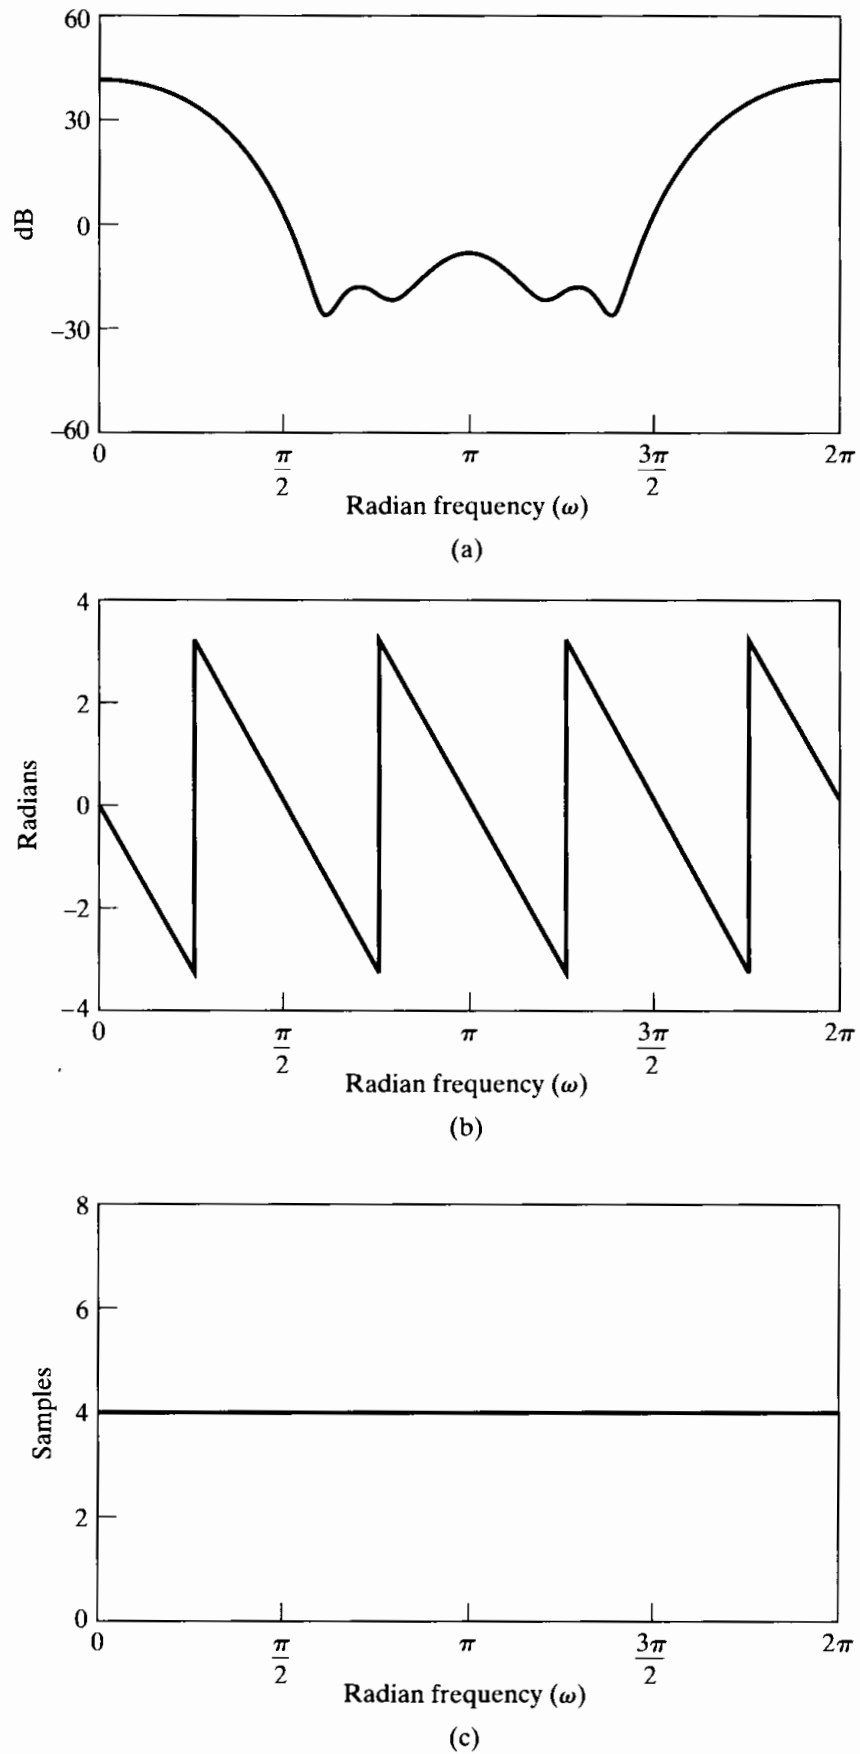 60
30
0
−30
−60
dB
0
π/2
π
3π/2
2π
Radian frequency (ω)
(a)
4
2
0
−2
−4
Radians
0
π/2
π
3π/2
2π
Radian frequency (ω)
(b)
8
6
4
2
0
Samples
0
π/2
π
3π/2
2π
Radian frequency (ω)
(c)